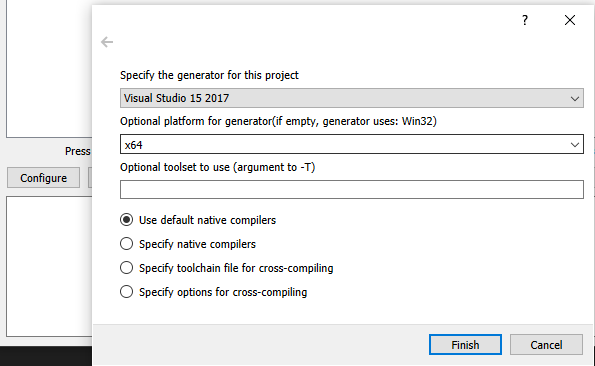 ?
Specify the generator for this project
Visual Studio 15 2017
Optional platform for generator(if empty, generator uses: Win32)
x64
Press
Optional toolset to use (argument to -T)
Configure
Use default native compilers
Specify native compilers
Specify toolchain file for cross-compiling
Specify options for cross-compiling
Finish
Cancel